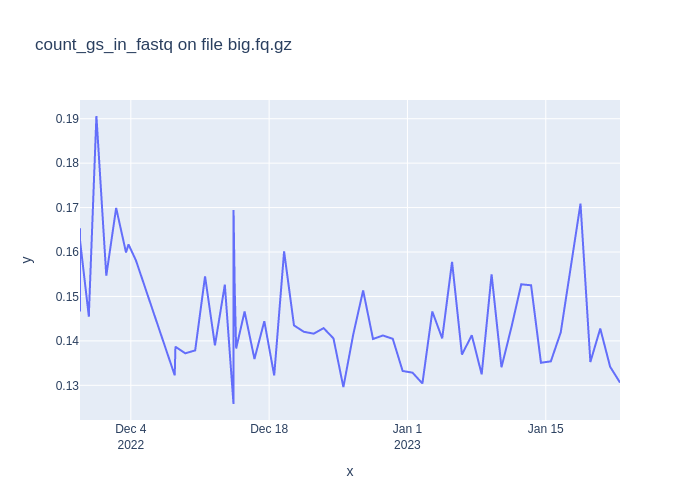 count_gs_in_fastq on file big.fq.gz
0.19
0.18
0.17
0.16
0.15
0.14
0.13
y
Dec 4
2022
Dec 18
Jan 1
2023
Jan 15
x